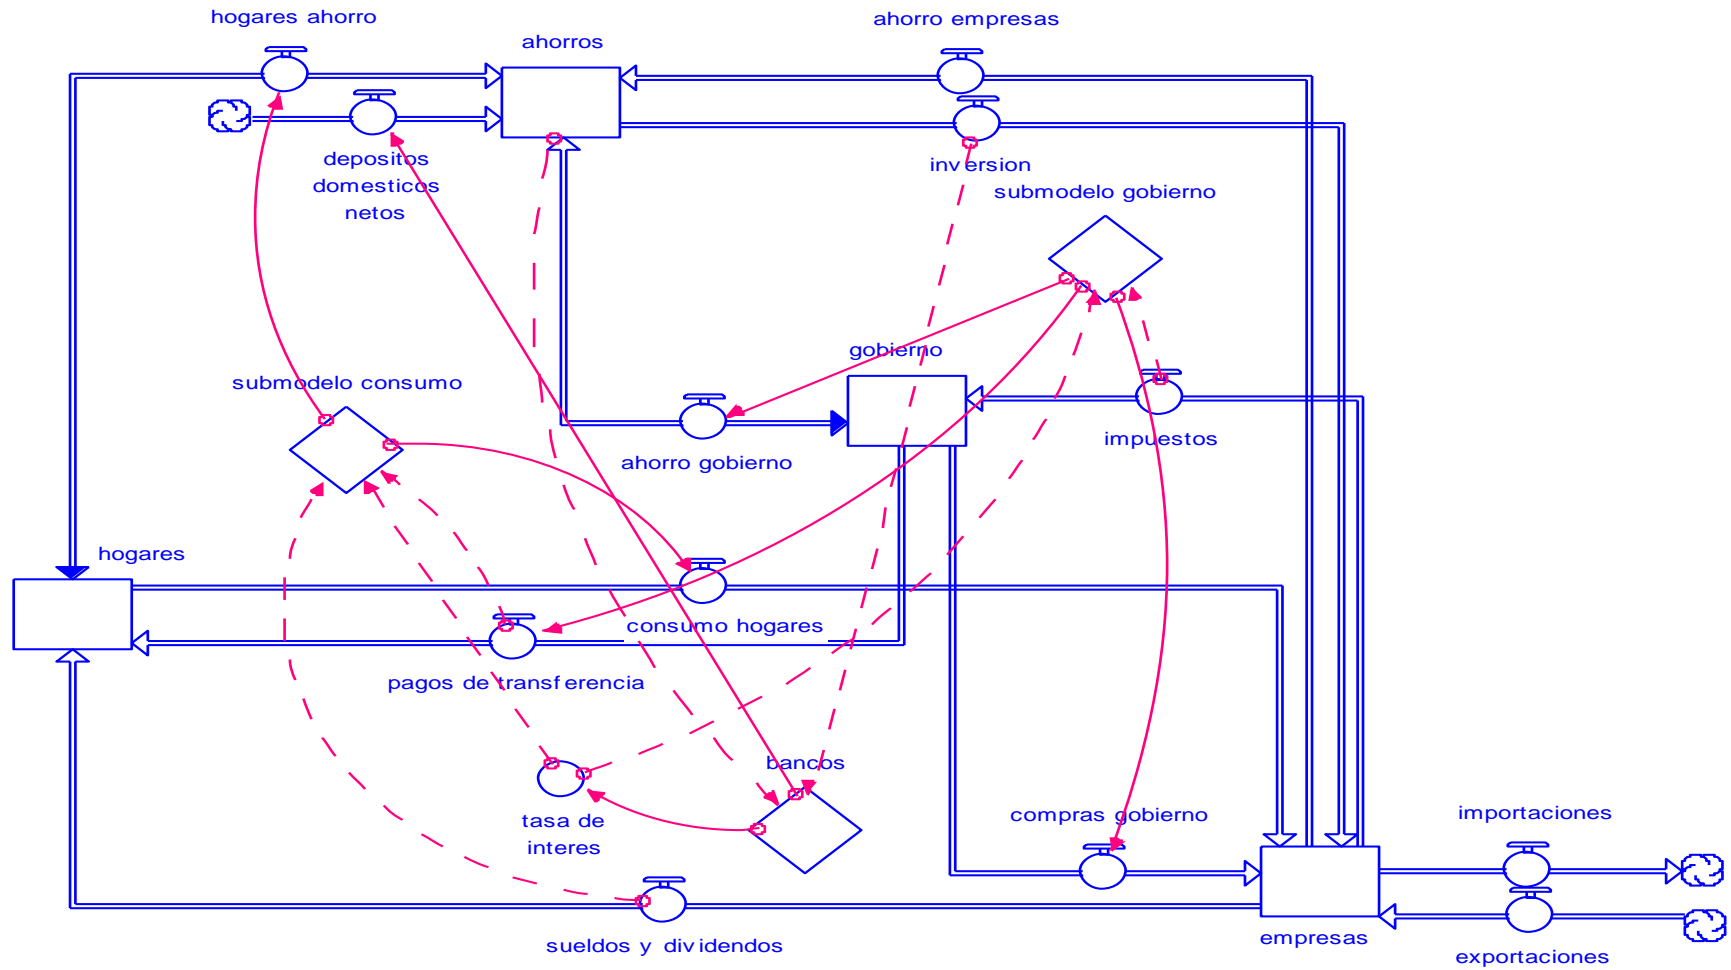 hogares ahorro
ahorro empresas
ahorros
depositos
domesticos
netos
inversion
submodelo gobierno
gobierno
submodelo consumo
impuestos
ahorro gobierno
hogares
consumo hogares
pagos de transferencia
bancos
tasa de
interes
compras gobierno
importaciones
sueldos y dividendos
empresas
exportaciones